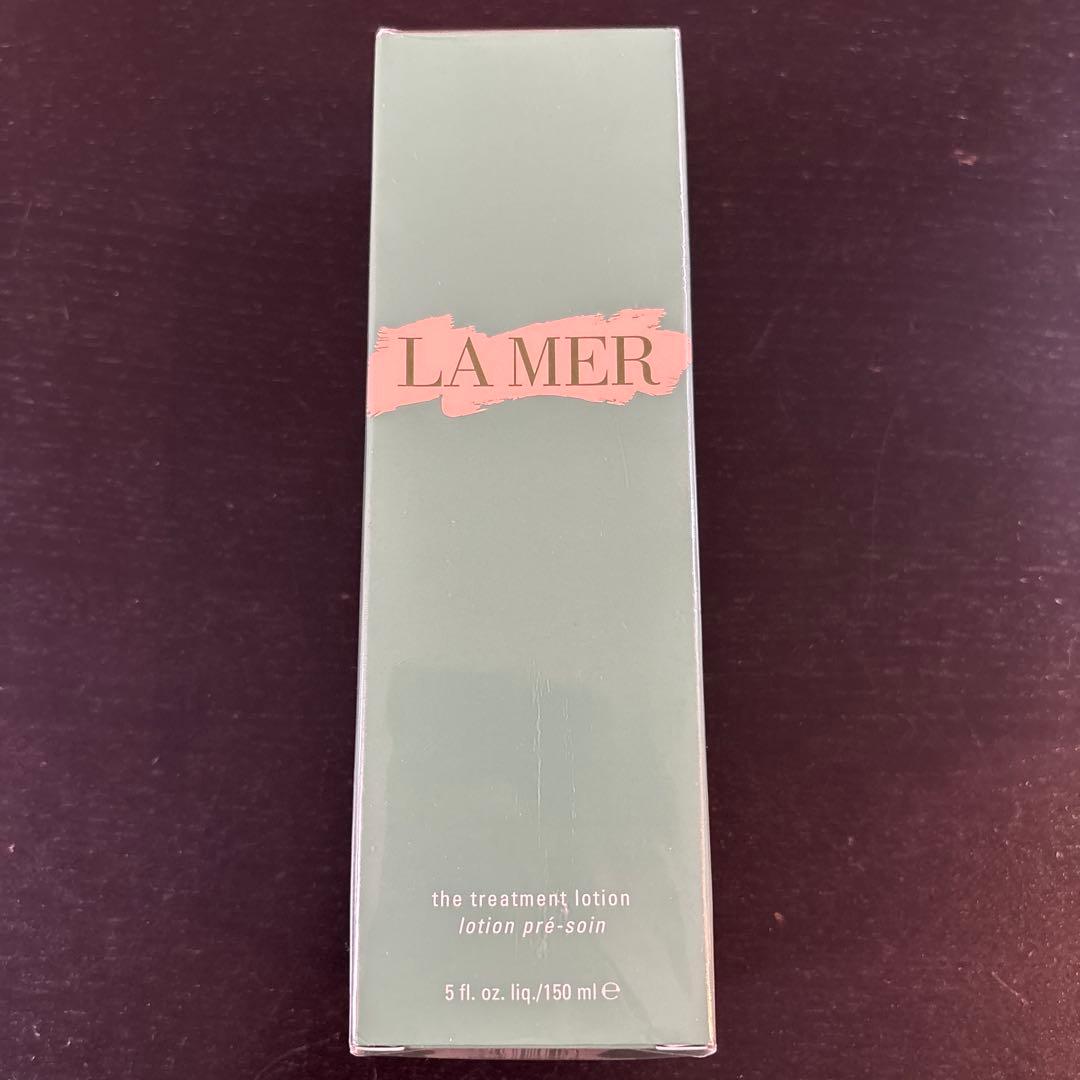 LA MER
the treatment lotion
lotion pré-soin
5 fl. oz. liq./150 ml ℮